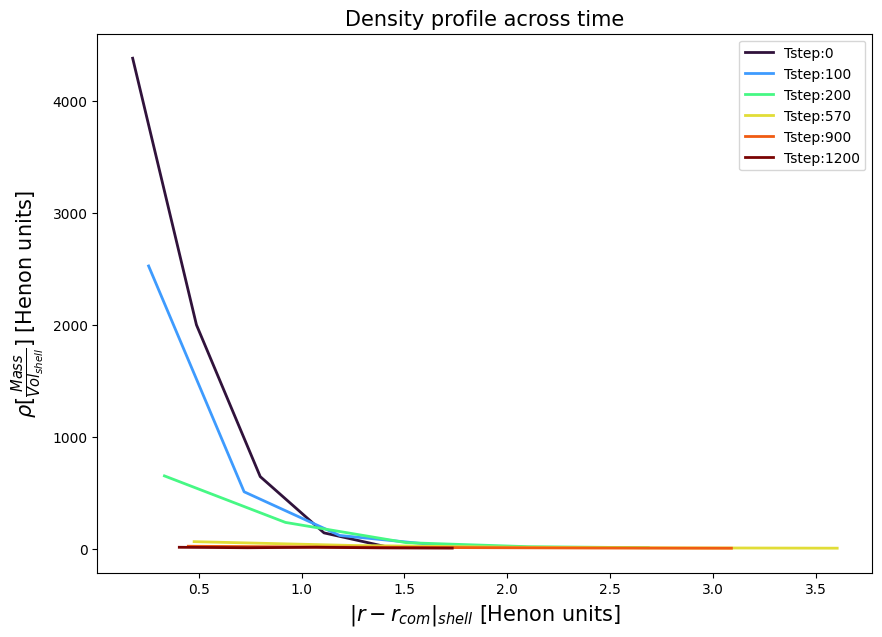 Density profile across time
Tstep:0
Tstep:100
Tstep:200
Tstep:570
Tstep:900
Tstep:1200
4000
3000
2000
1000
0
ρ[Mass/Vol_shell] [Henon units]
0.5 1.0 1.5 2.0 2.5 3.0 3.5
|r − r_com|_shell [Henon units]